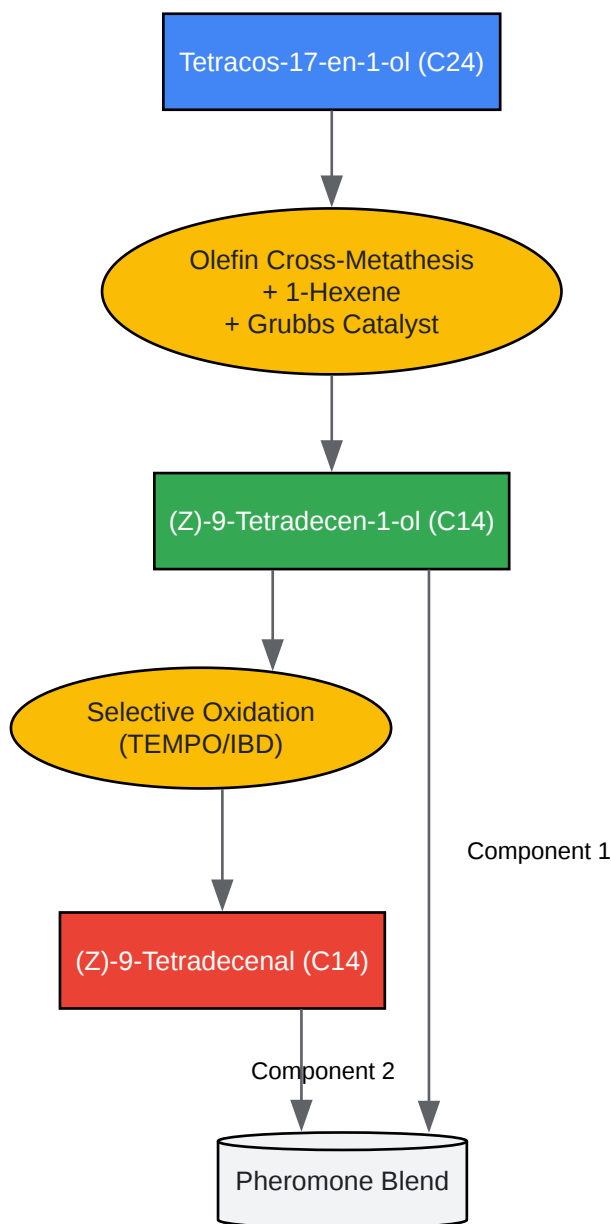 Tetracos-17-en-1-ol (C24)
Olefin Cross-Metathesis
+ 1-Hexene
+ Grubbs Catalyst
(Z)-9-Tetradecen-1-ol (C14)
Selective Oxidation
(TEMPO/IBD)
Component 1
(Z)-9-Tetradecenal (C14)
Component 2
Pheromone Blend